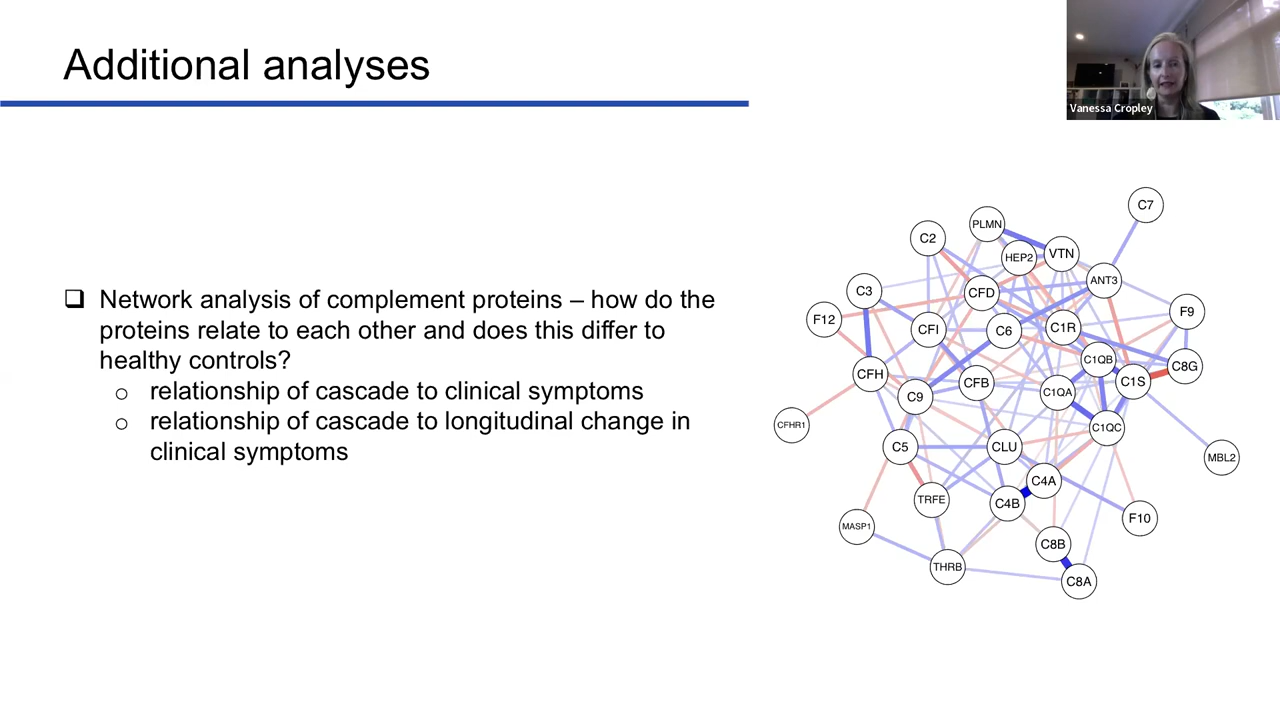 Additional analyses
Vanessa Cropley
❑ Network analysis of complement proteins – how do the
proteins relate to each other and does this differ to
healthy controls?
o relationship of cascade to clinical symptoms
o relationship of cascade to longitudinal change in
clinical symptoms
C7
PLMN
C2
HEP2
VTN
ANT3
C3
CFD
F12
CFI
C6
C1R
F9
C1QB
C8G
CFH
C9
CFB
C1QA
C1S
CFHR1
C1QC
C5
CLU
MBL2
C4A
TRFE
C4B
F10
MASP1
C8B
THRB
C8A